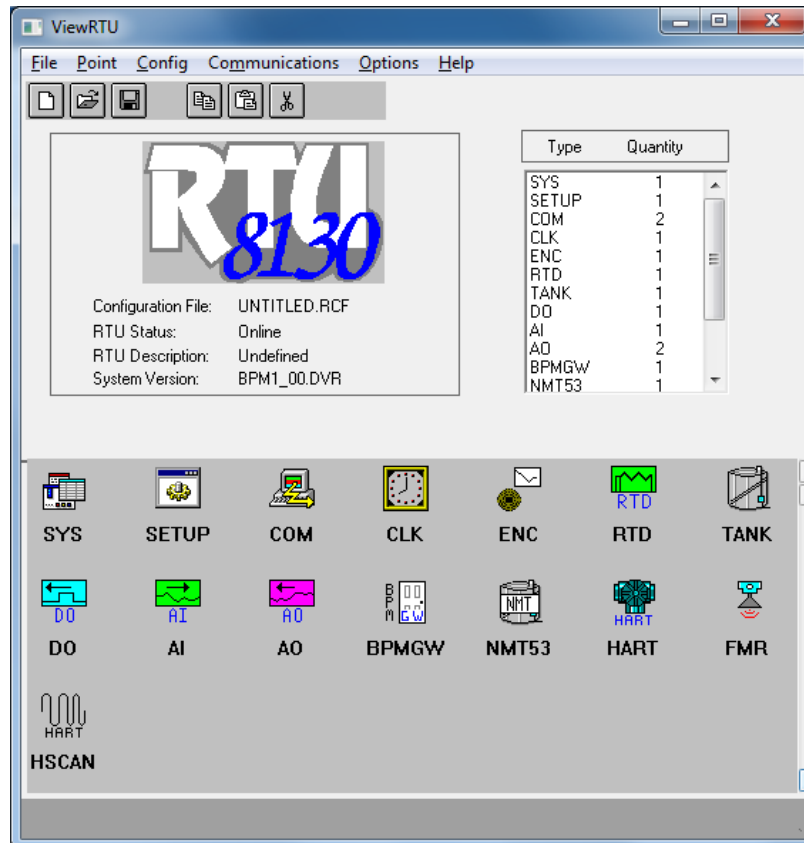 ViewRTU
File Point Config Communications Options Help
RTU
8130
Configuration File: UNTITLED.RCF
RTU Status: Online
RTU Description: Undefined
System Version: BPM1_00.DVR
Type Quantity
SYS 1
SETUP 1
COM 2
CLK 1
ENC 1
RTD 1
TANK 1
DO 1
AI 1
AO 2
BPMGW 1
NMT53 1
RTD
SYS SETUP COM CLK ENC RTD TANK
DO AI AO BPM GW NMT HART
DO AI AO BPMGW NMT53 HART FMR
HART
HSCAN